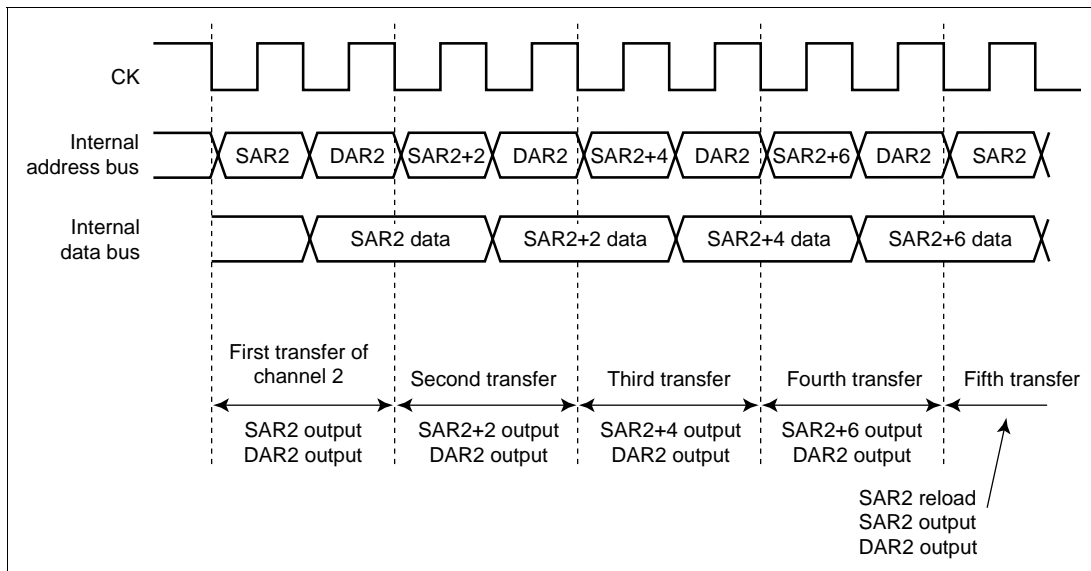 CK
Internal
address bus
SAR2 DAR2 SAR2+2 DAR2 SAR2+4 DAR2 SAR2+6 DAR2 SAR2
Internal
data bus
SAR2 data SAR2+2 data SAR2+4 data SAR2+6 data
First transfer of
channel 2
Second transfer
Third transfer
Fourth transfer
Fifth transfer
SAR2 output
DAR2 output
SAR2+2 output
DAR2 output
SAR2+4 output
DAR2 output
SAR2+6 output
DAR2 output
SAR2 reload
SAR2 output
DAR2 output